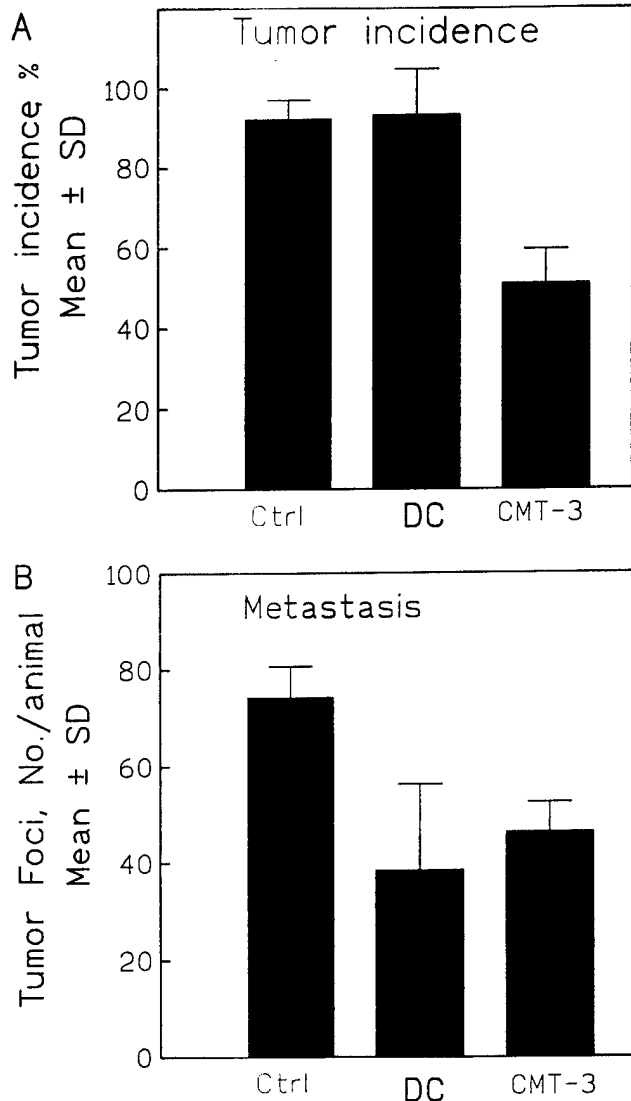 A
Tumor incidence
Tumor incidence, %
Mean ± SD
100
80
60
40
20
0
Ctrl
DC
CMT-3
B
Metastasis
Tumor Foci, No./animal
Mean ± SD
100
80
60
40
20
0
Ctrl
DC
CMT-3